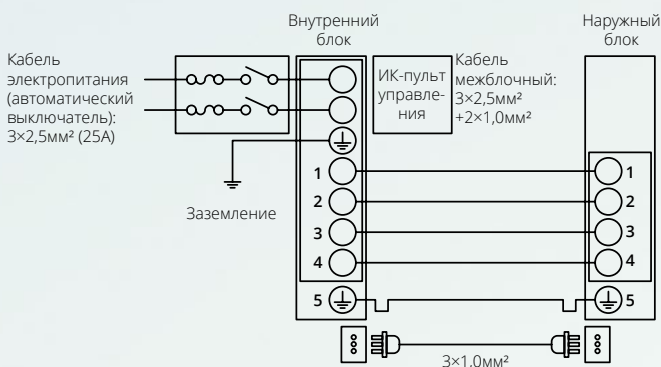 Внутренний
блок
Наружный
блок
Кабель
электропитания
(автоматический
выключатель):
3×2,5мм² (25А)
ИК-пульт
управле-
ния
Кабель
межблочный:
3×2,5мм²
+2×1,0мм²
Заземление
1
2
3
4
5
1
2
3
4
5
3×1,0мм²